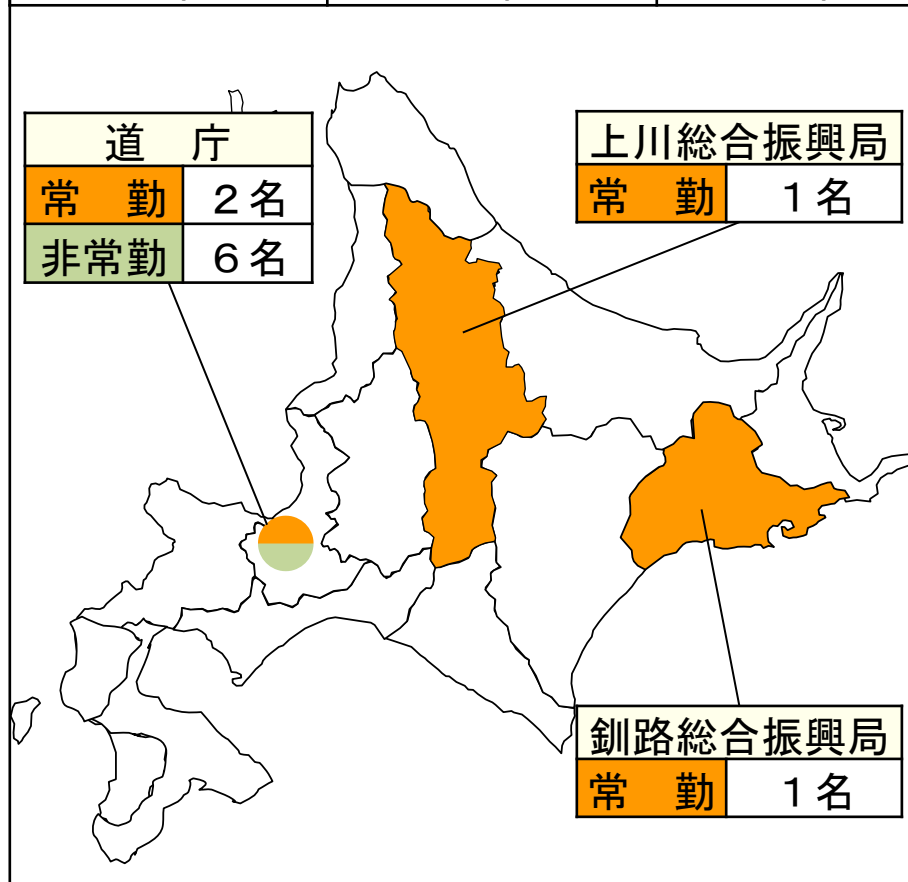 道　庁
常　勤 ２名
非常勤 ６名
上川総合振興局
常　勤 １名
釧路総合振興局
常　勤 １名